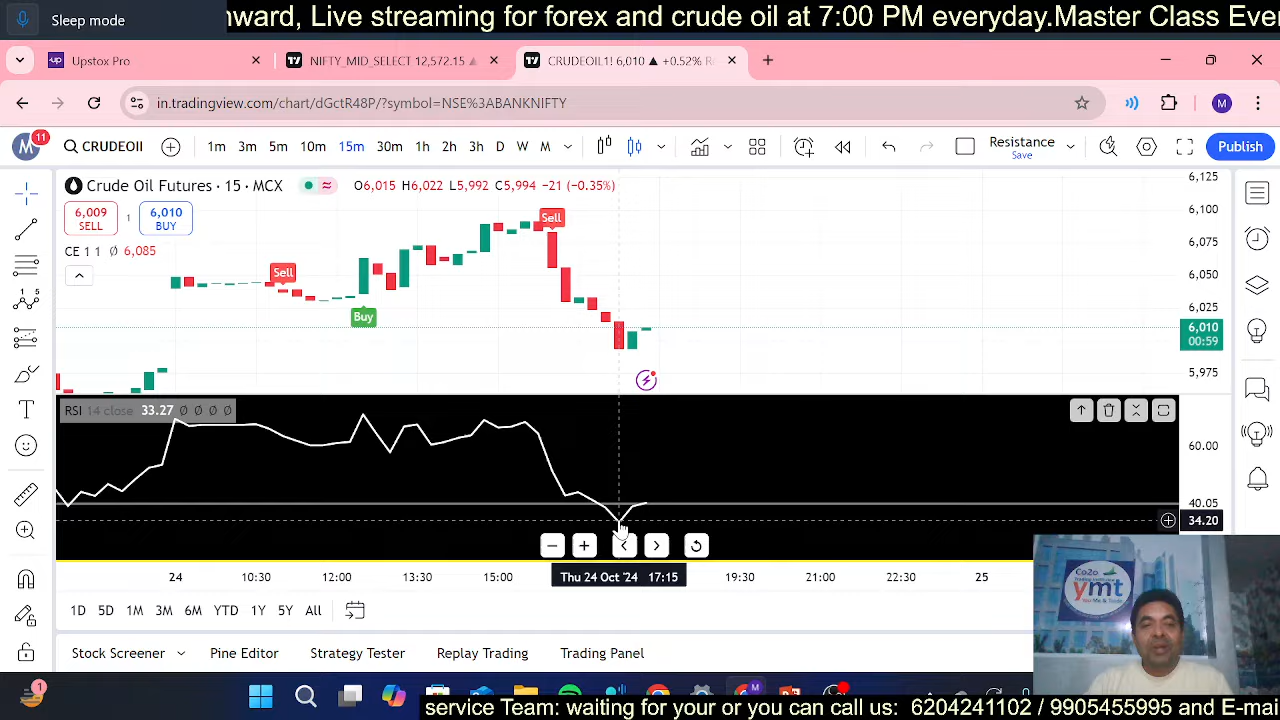 Sleep mode
nward, Live streaming for forex and crude oil at 7:00 PM everyday.Master Class Eve
Upstox Pro
NIFTY_MID_SELECT 12,572.15 ▲
CRUDEOIL1! 6,010 ▲ +0.52% R
in.tradingview.com/chart/dGctR48P/?symbol=NSE%3ABANKNIFTY
M
M 11
CRUDEOIl
1m 3m 5m 10m 15m 30m 1h 2h 3h D W M
Resistance
Save
Publish
Crude Oil Futures · 15 · MCX
O6,015 H6,022 L5,992 C5,994 −21 (−0.35%)
6,009
SELL
1
6,010
BUY
CE 1 1 Ø 6,085
Sell
Buy
Sell
6,125
6,100
6,075
6,050
6,025
6,010
00:59
5,975
RSI 14 close 33.27 Ø Ø Ø Ø
60.00
40.05
34.20
24 10:30 12:00 13:30 15:00 Thu 24 Oct '24 17:15 19:30 21:00 22:30 25
1D 5D 1M 3M 6M YTD 1Y 5Y All
Stock Screener Pine Editor Strategy Tester Replay Trading Trading Panel
Co2o
ymt
You Me & Trade
1
M
service Team: waiting for your or you can call us: 6204241102 / 9905455995 and E-mai